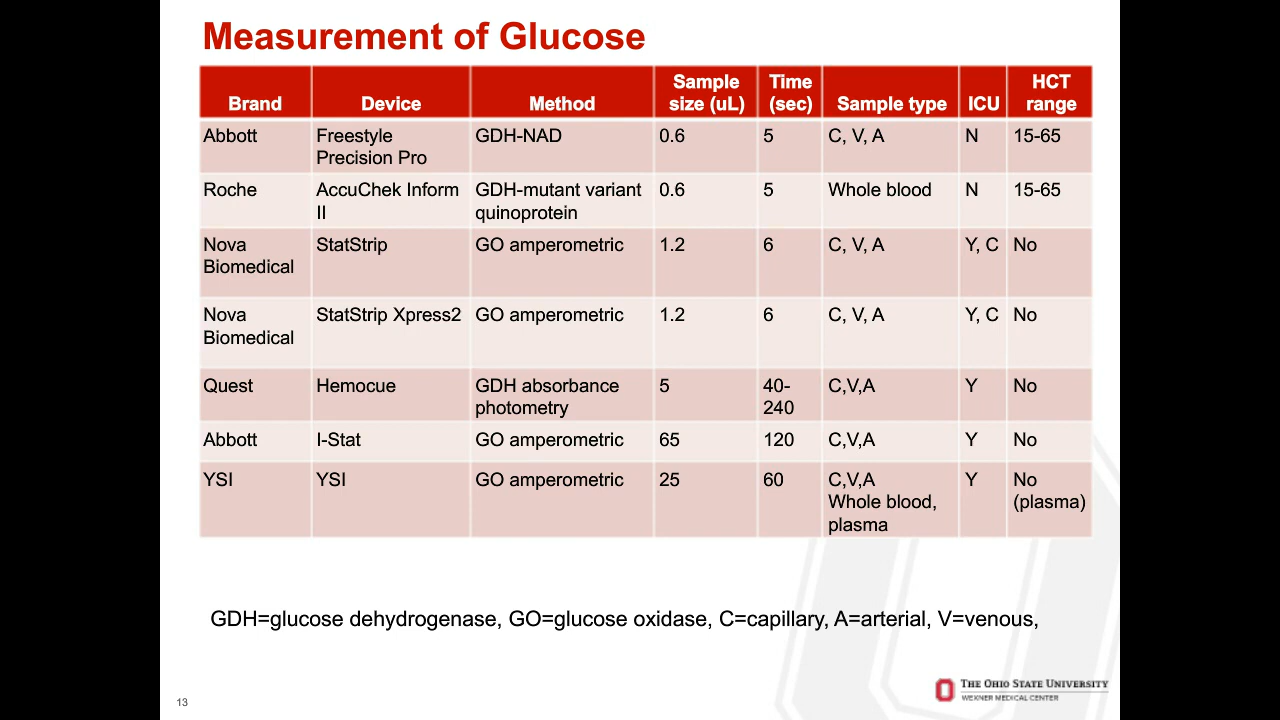 Measurement of Glucose
Brand Device Method Sample size (uL) Time (sec) Sample type ICU HCT range
Abbott Freestyle Precision Pro GDH-NAD 0.6 5 C, V, A N 15-65
Roche AccuChek Inform II GDH-mutant variant quinoprotein 0.6 5 Whole blood N 15-65
Nova Biomedical StatStrip GO amperometric 1.2 6 C, V, A Y, C No
Nova Biomedical StatStrip Xpress2 GO amperometric 1.2 6 C, V, A Y, C No
Quest Hemocue GDH absorbance photometry 5 40-240 C,V,A Y No
Abbott I-Stat GO amperometric 65 120 C,V,A Y No
YSI YSI GO amperometric 25 60 C,V,A Whole blood, plasma Y No (plasma)
GDH=glucose dehydrogenase, GO=glucose oxidase, C=capillary, A=arterial, V=venous,
THE OHIO STATE UNIVERSITY
WEXNER MEDICAL CENTER
13